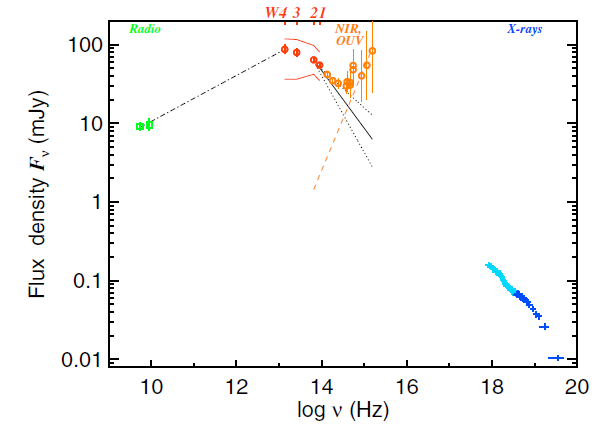 W4 3 21
Radio
NIR,
OUV
X-rays
100
10
1
0.1
0.01
Flux density Fν (mJy)
10 12 14 16 18 20
log ν (Hz)